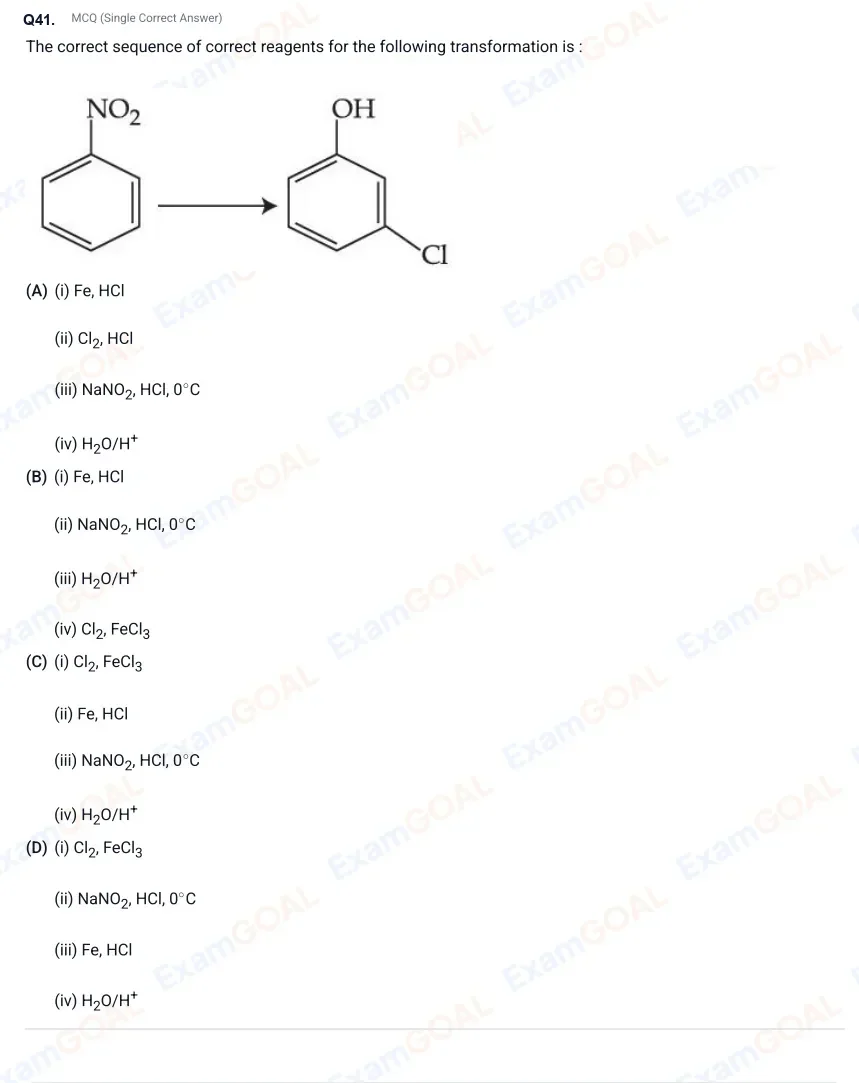 Q41. MCQ (Single Correct Answer)
The correct sequence of correct reagents for the following transformation is :
NO₂ OH
Cl
(A) (i) Fe, HCl
(ii) Cl₂, HCl
(iii) NaNO₂, HCl, 0°C
(iv) H₂O/H⁺
(B) (i) Fe, HCl
(ii) NaNO₂, HCl, 0°C
(iii) H₂O/H⁺
(iv) Cl₂, FeCl₃
(C) (i) Cl₂, FeCl₃
(ii) Fe, HCl
(iii) NaNO₂, HCl, 0°C
(iv) H₂O/H⁺
(D) (i) Cl₂, FeCl₃
(ii) NaNO₂, HCl, 0°C
(iii) Fe, HCl
(iv) H₂O/H⁺
ExamGOAL